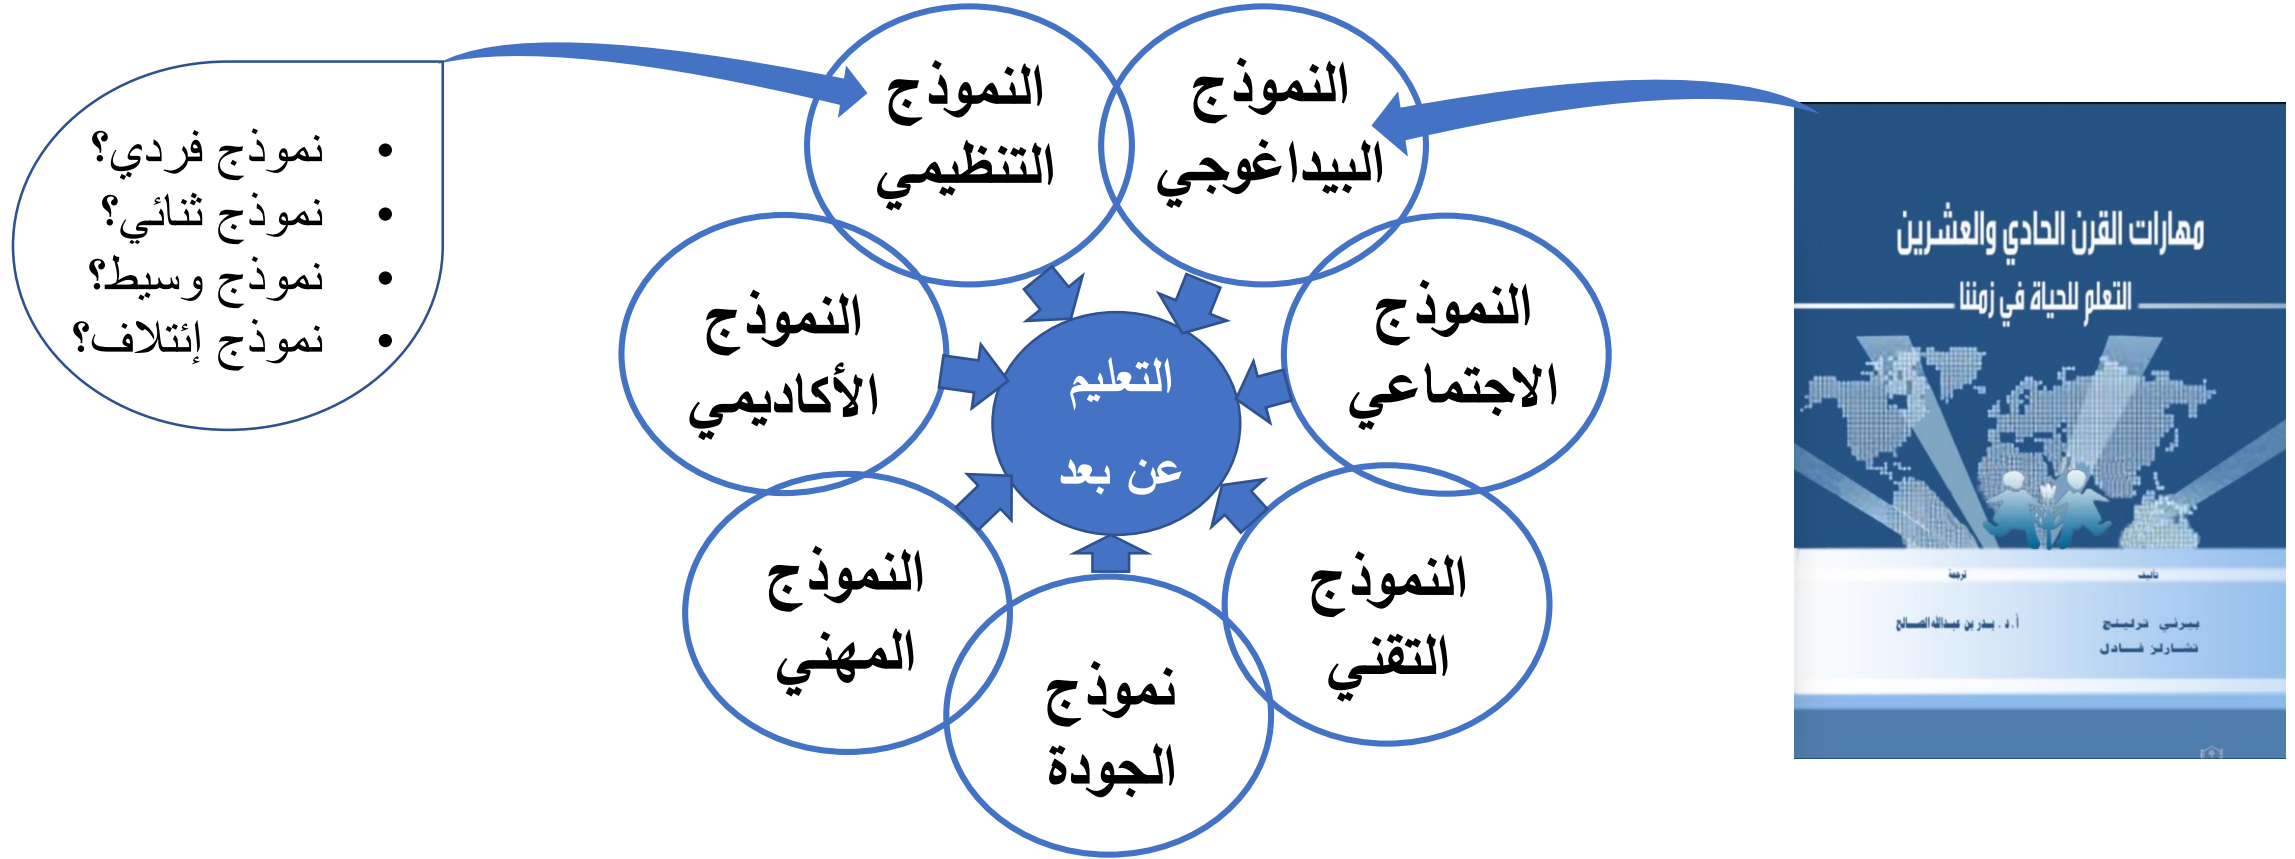 النموذج
البيداغوجي
النموذج
التنظيمي
• نموذج فردي؟
• نموذج ثنائي؟
• نموذج وسيط؟
• نموذج إئتلاف؟
النموذج
الاجتماعي
النموذج
الأكاديمي
التعليم
عن بعد
النموذج
التقني
النموذج
المهني
نموذج
الجودة
مهارات القرن الحادي والعشرين
التعلم للحياة في زمننا
تأليف
ترجمة
بيرني ترلينج
تشارلز فادل
أ.د. بدر بن عبدالله الصالح